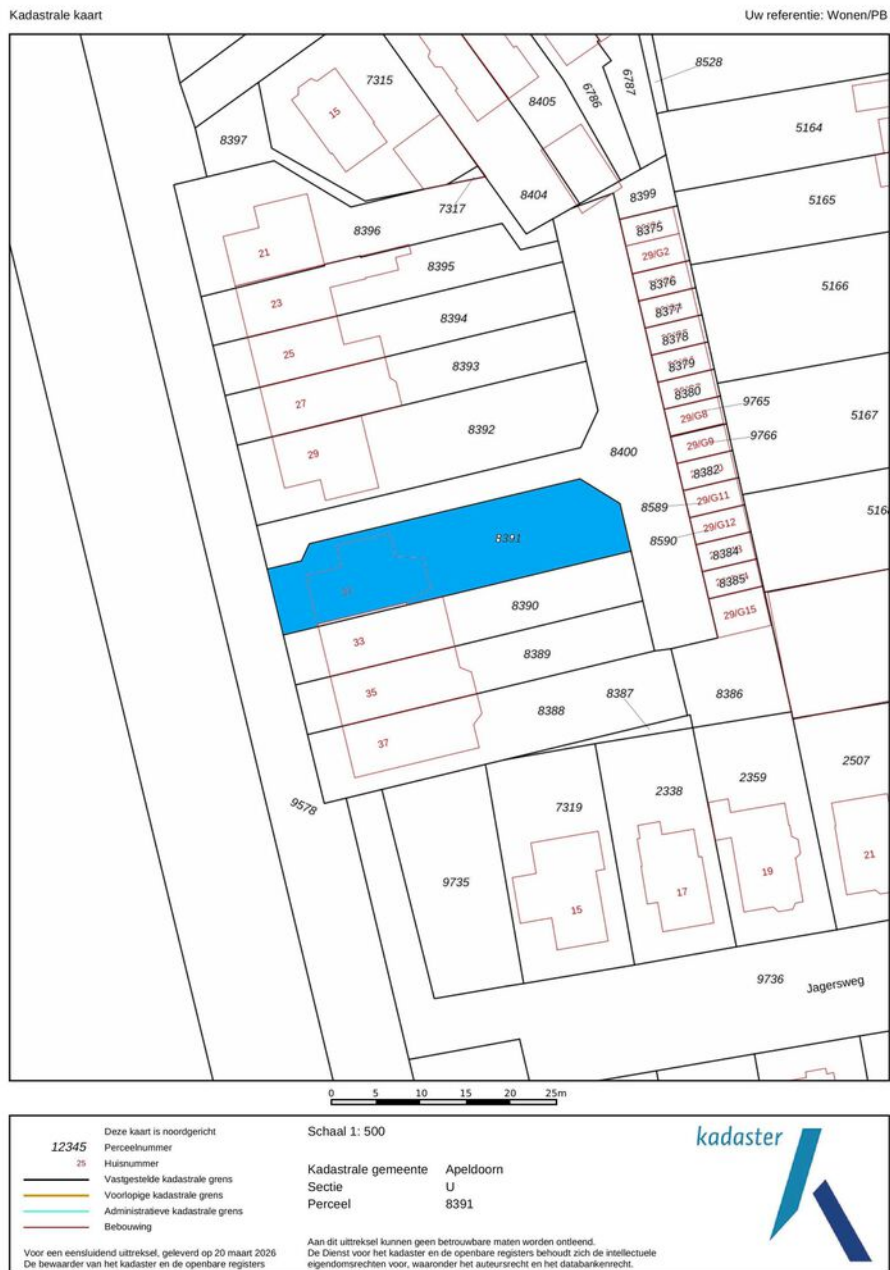 Kadastrale kaart
Uw referentie: Wonen/PB
8528
7315
6787
6786
8405
15
5164
8397
8404
8399
5165
7317
8396
8375
21
29/G2
8395
8376
5166
23
8377
8394
8378
25
8393
8379
27
8380
9765
29/G8
5167
8392
9766
29/G9
29
8400
8382
8589
29/G11
8391
29/G12
8590
8384
8385
8390
29/G15
33
8389
35
8387
8386
8388
37
2507
2359
2338
9578
7319
21
19
9735
17
15
9736
Jagersweg
0 5 10 15 20 25m
Deze kaart is noordgericht
12345 Perceelnummer
25 Huisnummer
Vastgestelde kadastrale grens
Voorlopige kadastrale grens
Administratieve kadastrale grens
Bebouwing
Voor een eensluidend uittreksel, geleverd op 20 maart 2026
De bewaarder van het kadaster en de openbare registers
Schaal 1: 500
Kadastrale gemeente Apeldoorn
Sectie U
Perceel 8391
Aan dit uittreksel kunnen geen betrouwbare maten worden ontleend.
De Dienst voor het kadaster en de openbare registers behoudt zich de intellectuele
eigendomsrechten voor, waaronder het auteursrecht en het databankenrecht.
kadaster